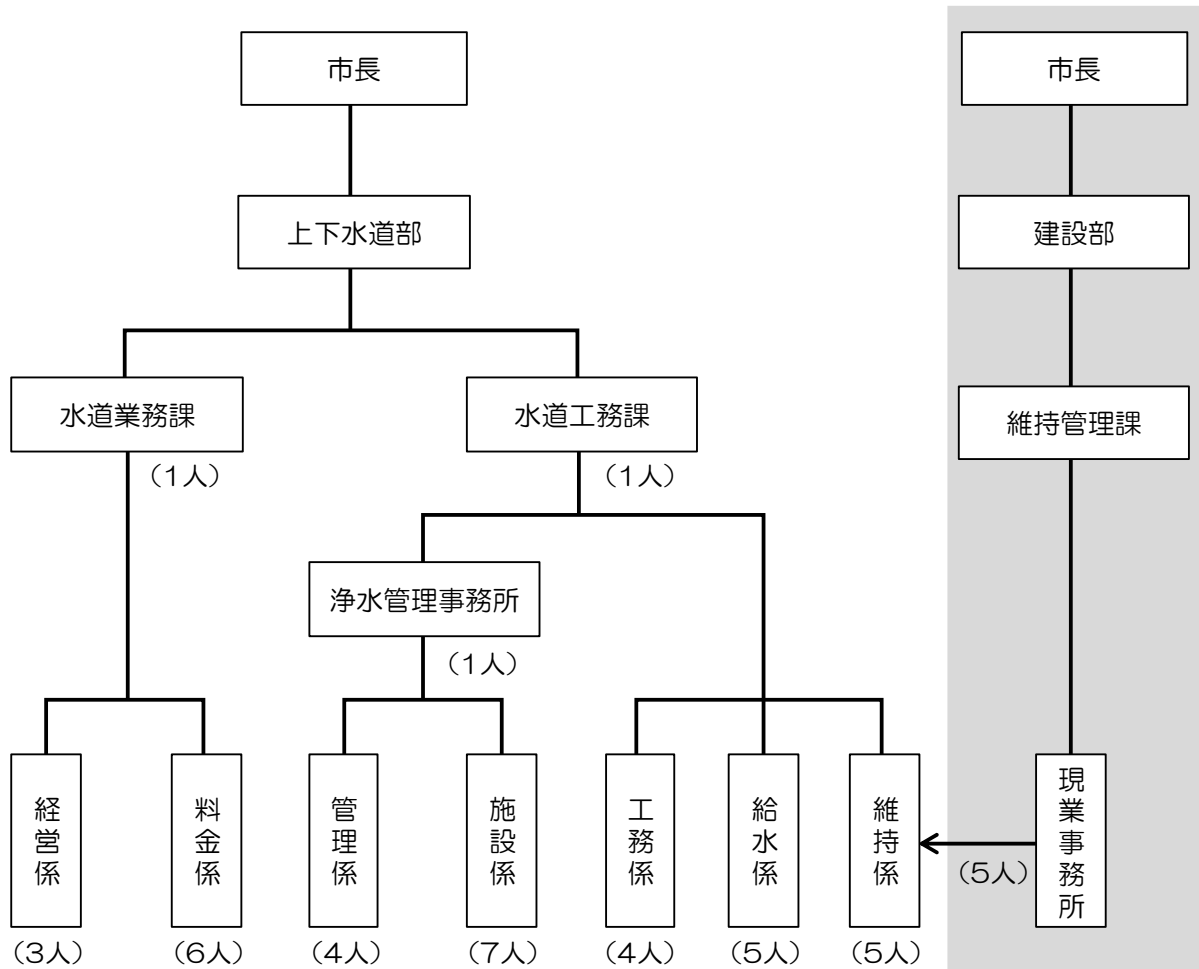 市長
市長
上下水道部
建設部
水道業務課
水道工務課
維持管理課
（1人）
（1人）
浄水管理事務所
（1人）
経営係
料金係
管理係
施設係
工務係
給水係
維持係
現業事務所
（5人）
（3人）
（6人）
（4人）
（7人）
（4人）
（5人）
（5人）